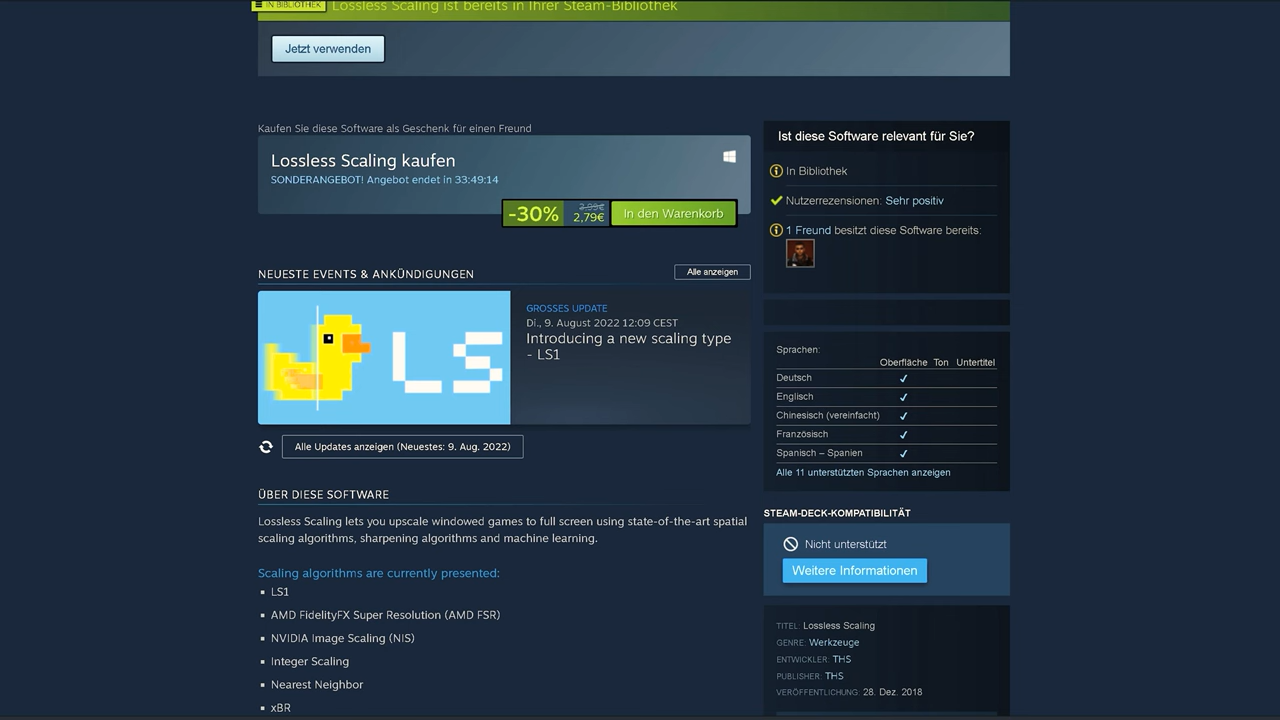 IN BIBLIOTHEK
Lossless Scaling ist bereits in Ihrer Steam-Bibliothek
Jetzt verwenden
Kaufen Sie diese Software als Geschenk für einen Freund
Lossless Scaling kaufen
SONDERANGEBOT! Angebot endet in 33:49:14
-30%
3,99€
2,79€
In den Warenkorb
NEUESTE EVENTS & ANKÜNDIGUNGEN
Alle anzeigen
LS
GROSSES UPDATE
Di., 9. August 2022 12:09 CEST
Introducing a new scaling type
- LS1
Alle Updates anzeigen (Neuestes: 9. Aug. 2022)
ÜBER DIESE SOFTWARE
Lossless Scaling lets you upscale windowed games to full screen using state-of-the-art spatial
scaling algorithms, sharpening algorithms and machine learning.
Scaling algorithms are currently presented:
LS1
AMD FidelityFX Super Resolution (AMD FSR)
NVIDIA Image Scaling (NIS)
Integer Scaling
Nearest Neighbor
xBR
Ist diese Software relevant für Sie?
In Bibliothek
Nutzerrezensionen: Sehr positiv
1 Freund besitzt diese Software bereits:
Sprachen:
Oberfläche Ton Untertitel
Deutsch ✔
Englisch ✔
Chinesisch (vereinfacht) ✔
Französisch ✔
Spanisch – Spanien ✔
Alle 11 unterstützten Sprachen anzeigen
STEAM-DECK-KOMPATIBILITÄT
Nicht unterstützt
Weitere Informationen
TITEL: Lossless Scaling
GENRE: Werkzeuge
ENTWICKLER: THS
PUBLISHER: THS
VERÖFFENTLICHUNG: 28. Dez. 2018